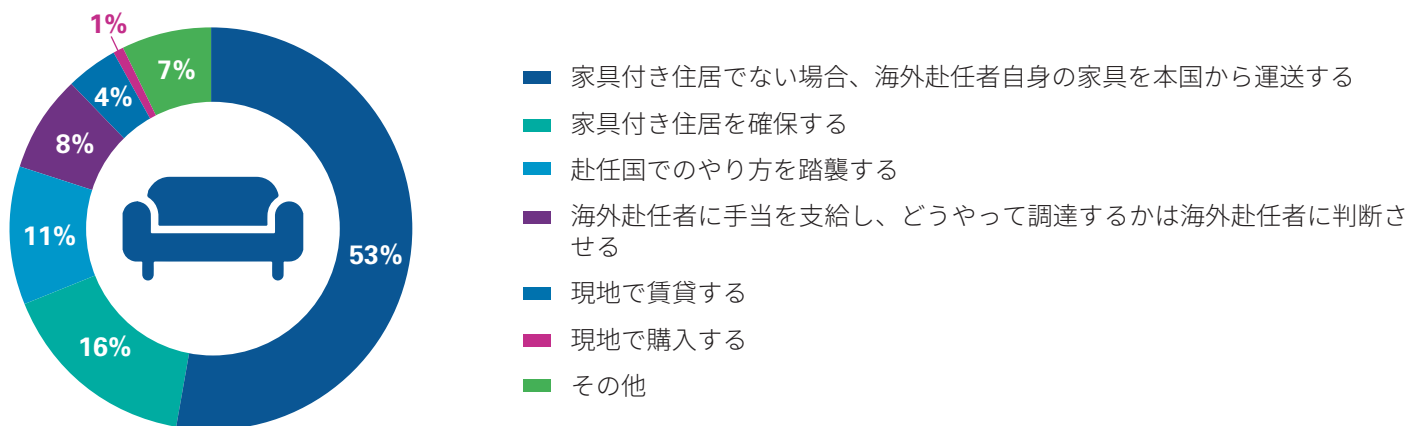 1%
7%
4%
8%
11%
16%
53%
家具付き住居でない場合、海外赴任者自身の家具を本国から運送する
家具付き住居を確保する
赴任国でのやり方を踏襲する
海外赴任者に手当を支給し、どうやって調達するかは海外赴任者に判断さ
せる
現地で賃貸する
現地で購入する
その他